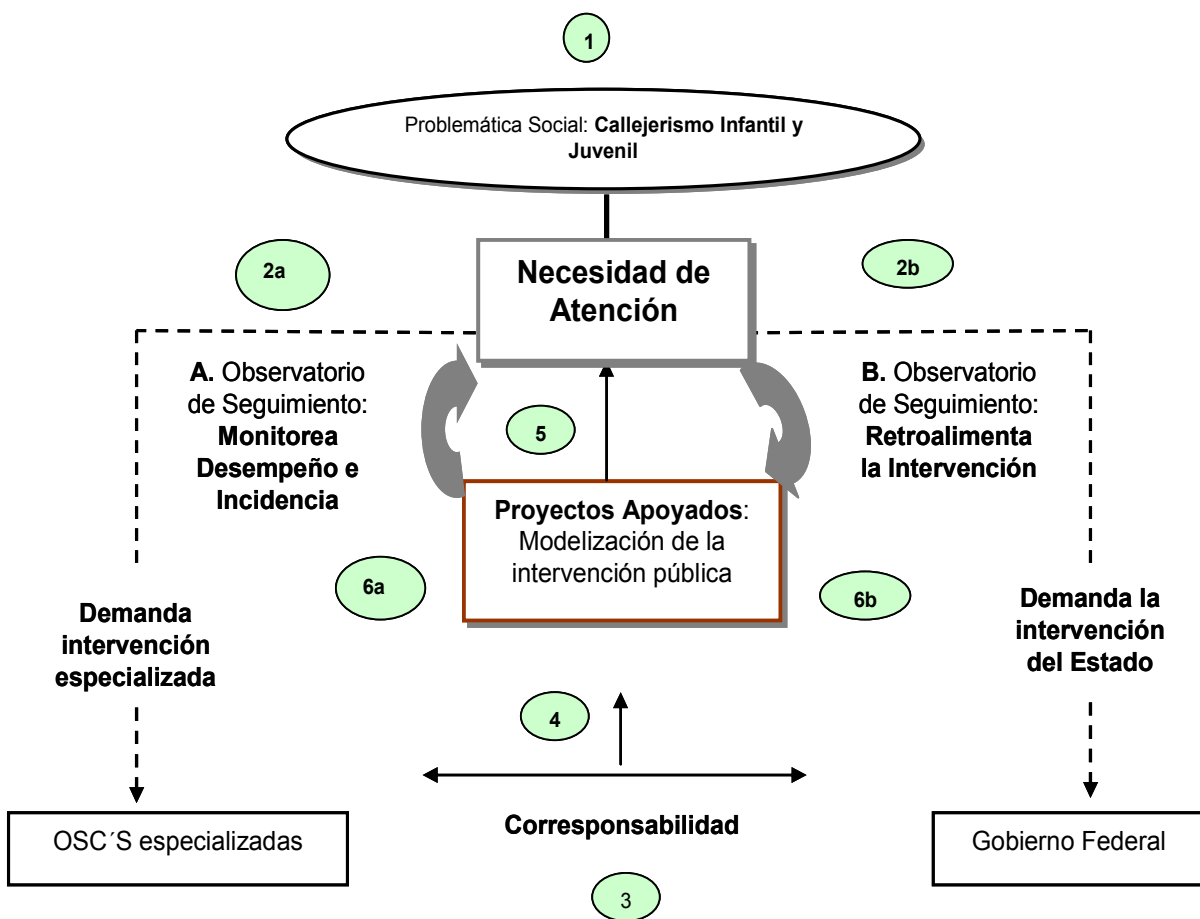 1
Problemática Social: Callejerismo Infantil y
Juvenil
2a
Necesidad de
Atención
2b
A. Observatorio
de Seguimiento:
Monitorea
Desempeño e
Incidencia
5
B. Observatorio
de Seguimiento:
Retroalimenta
la Intervención
Proyectos Apoyados:
Modelización de la
intervención pública
6a
6b
Demanda
intervención
especializada
Demanda la
intervención
del Estado
4
Corresponsabilidad
OSC´S especializadas
Gobierno Federal
3